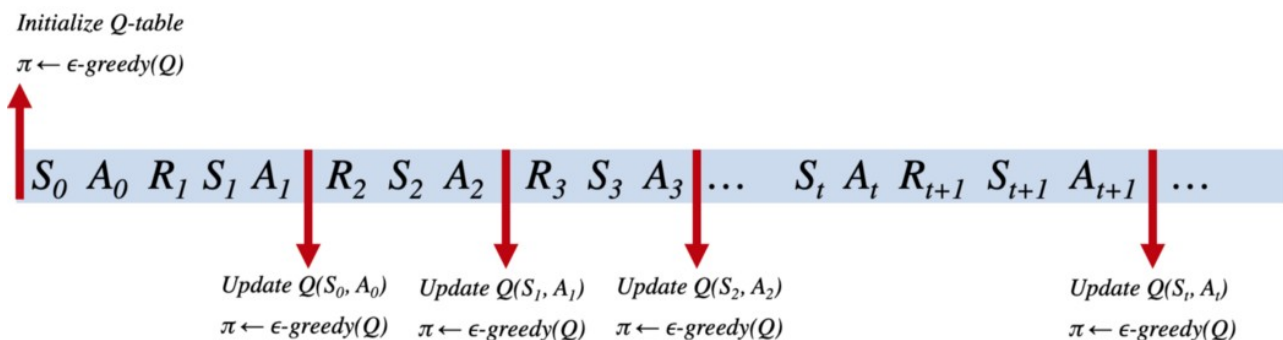 Initialize Q-table
π ← ϵ-greedy(Q)
S₀ A₀ R₁ S₁ A₁ R₂ S₂ A₂ R₃ S₃ A₃ ... Sₜ Aₜ Rₜ₊₁ Sₜ₊₁ Aₜ₊₁ ...
Update Q(S₀, A₀) Update Q(S₁, A₁) Update Q(S₂, A₂) Update Q(Sₜ, Aₜ)
π ← ϵ-greedy(Q) π ← ϵ-greedy(Q) π ← ϵ-greedy(Q) π ← ϵ-greedy(Q)